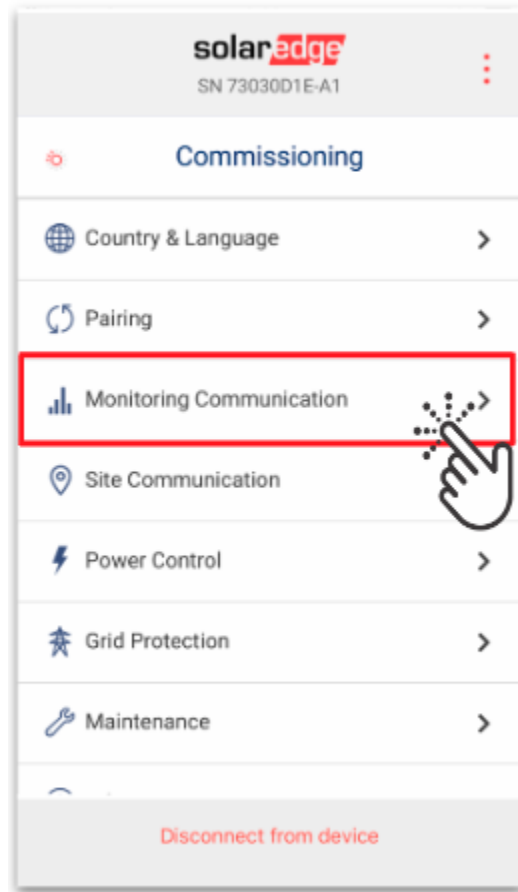 solaredge
SN 73030D1E-A1
Commissioning
Country & Language
Pairing
Monitoring Communication
Site Communication
Power Control
Grid Protection
Maintenance
Disconnect from device